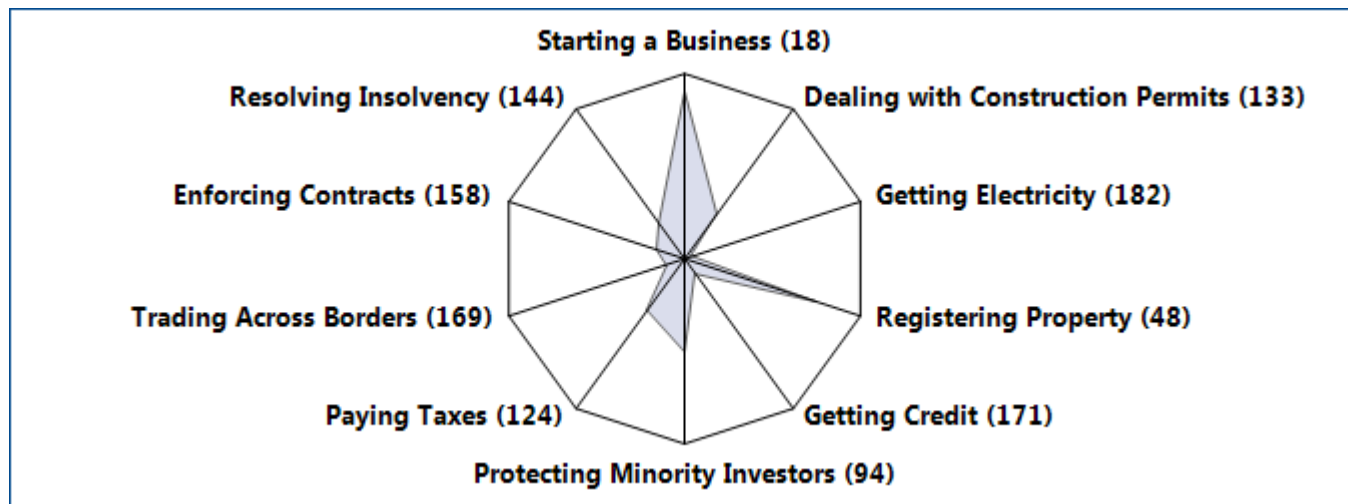 Starting a Business (18)
Resolving Insolvency (144)
Dealing with Construction Permits (133)
Enforcing Contracts (158)
Getting Electricity (182)
Trading Across Borders (169)
Registering Property (48)
Paying Taxes (124)
Getting Credit (171)
Protecting Minority Investors (94)